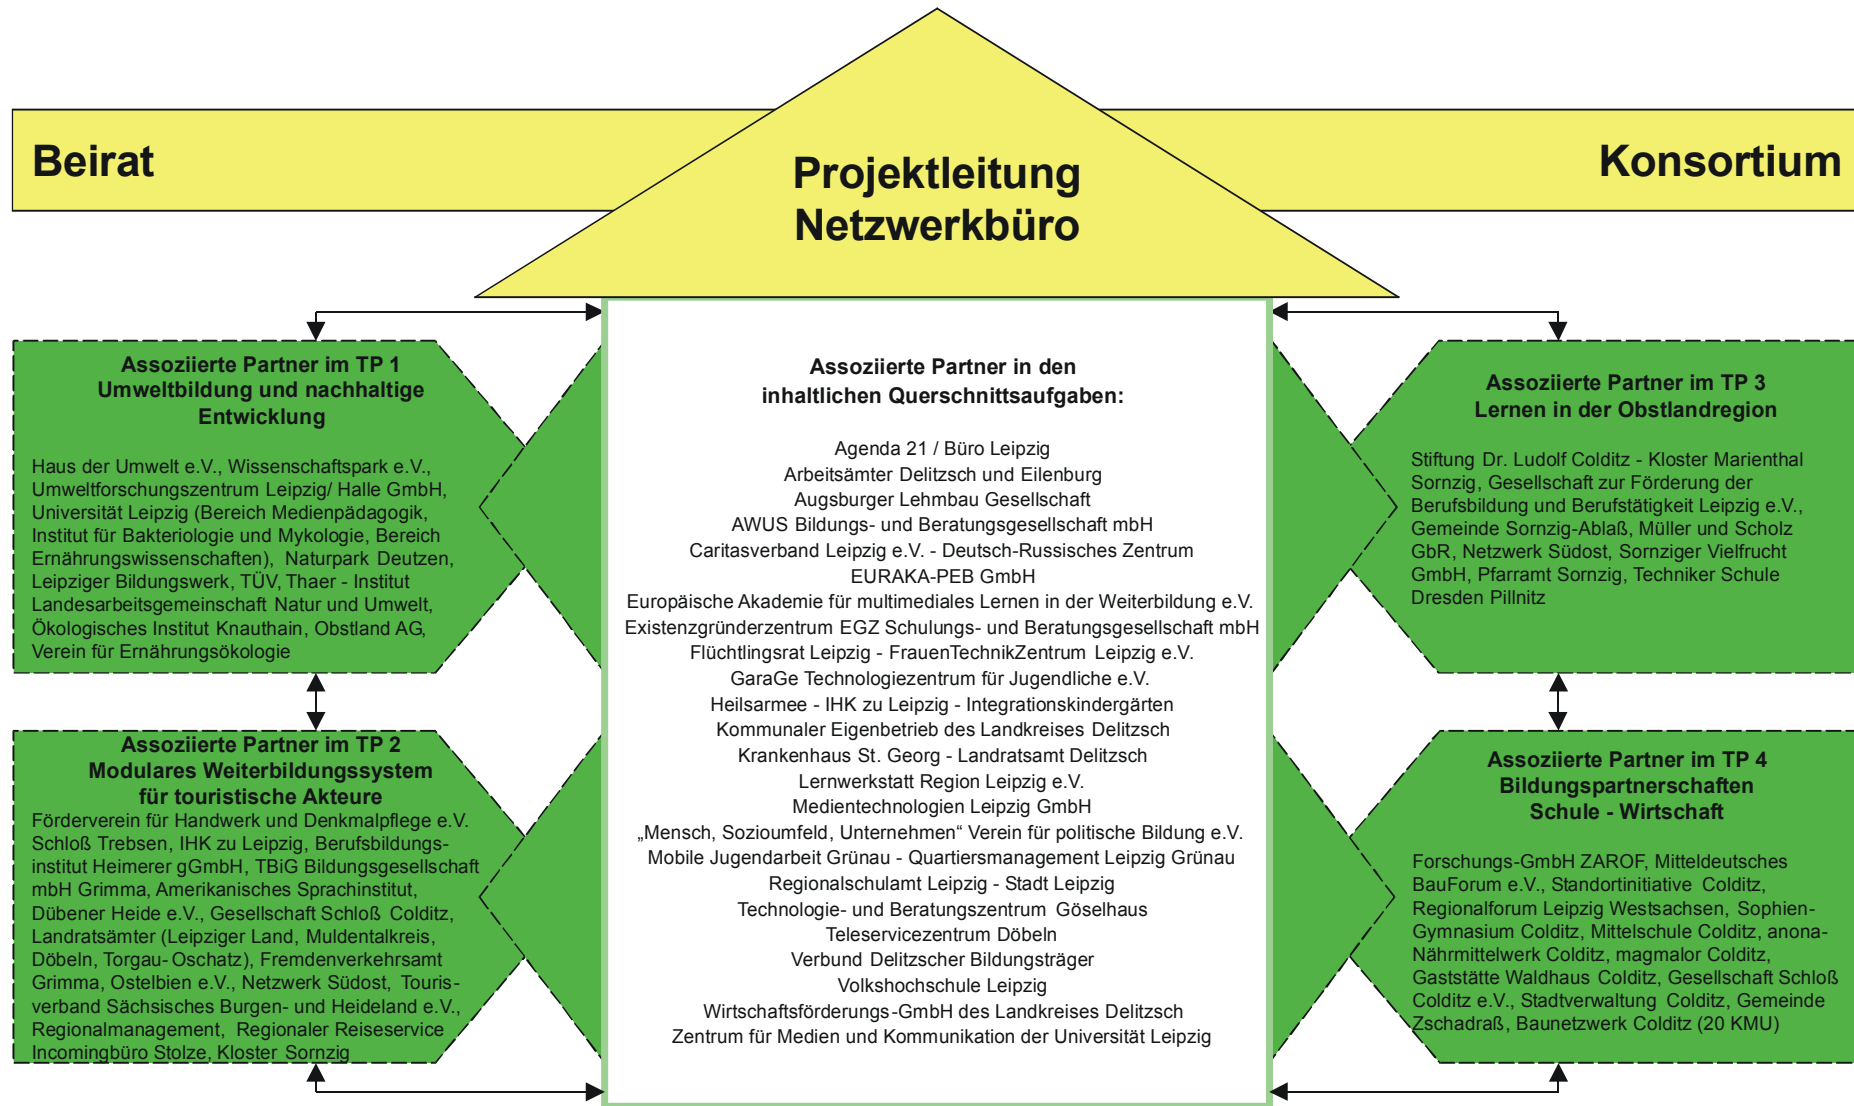 Beirat
Projektleitung
Netzwerkbüro
Konsortium
Assoziierte Partner im TP 1
Umweltbildung und nachhaltige
Entwicklung
Haus der Umwelt e.V., Wissenschaftspark e.V.,
Umweltforschungszentrum Leipzig/ Halle GmbH,
Universität Leipzig (Bereich Medienpädagogik,
Institut für Bakteriologie und Mykologie, Bereich
Ernährungswissenschaften), Naturpark Deutzen,
Leipziger Bildungswerk, TÜV, Thaer - Institut
Landesarbeitsgemeinschaft Natur und Umwelt,
Ökologisches Institut Knauthain, Obstland AG,
Verein für Ernährungsökologie
Assoziierte Partner im TP 2
Modulares Weiterbildungssystem
für touristische Akteure
Förderverein für Handwerk und Denkmalpflege e.V.
Schloß Trebsen, IHK zu Leipzig, Berufsbildungs-
institut Heimerer gGmbH, TBiG Bildungsgesellschaft
mbH Grimma, Amerikanisches Sprachinstitut,
Dübener Heide e.V., Gesellschaft Schloß Colditz,
Landratsämter (Leipziger Land, Muldentalkreis,
Döbeln, Torgau- Oschatz), Fremdenverkehrsamt
Grimma, Ostelbien e.V., Netzwerk Südost, Touris-
verband Sächsisches Burgen- und Heideland e.V.,
Regionalmanagement, Regionaler Reiseservice
Incomingbüro Stolze, Kloster Sornzig
Assoziierte Partner in den
inhaltlichen Querschnittsaufgaben:
Agenda 21 / Büro Leipzig
Arbeitsämter Delitzsch und Eilenburg
Augsburger Lehmbau Gesellschaft
AWUS Bildungs- und Beratungsgesellschaft mbH
Caritasverband Leipzig e.V. - Deutsch-Russisches Zentrum
EURAKA-PEB GmbH
Europäische Akademie für multimediales Lernen in der Weiterbildung e.V.
Existenzgründerzentrum EGZ Schulungs- und Beratungsgesellschaft mbH
Flüchtlingsrat Leipzig - FrauenTechnikZentrum Leipzig e.V.
GaraGe Technologiezentrum für Jugendliche e.V.
Heilsarmee - IHK zu Leipzig - Integrationskindergärten
Kommunaler Eigenbetrieb des Landkreises Delitzsch
Krankenhaus St. Georg - Landratsamt Delitzsch
Lernwerkstatt Region Leipzig e.V.
Medientechnologien Leipzig GmbH
„Mensch, Sozioumfeld, Unternehmen“ Verein für politische Bildung e.V.
Mobile Jugendarbeit Grünau - Quartiersmanagement Leipzig Grünau
Regionalschulamt Leipzig - Stadt Leipzig
Technologie- und Beratungszentrum Göselhaus
Teleservicezentrum Döbeln
Verbund Delitzscher Bildungsträger
Volkshochschule Leipzig
Wirtschaftsförderungs-GmbH des Landkreises Delitzsch
Zentrum für Medien und Kommunikation der Universität Leipzig
Assoziierte Partner im TP 3
Lernen in der Obstlandregion
Stiftung Dr. Ludolf Colditz - Kloster Marienthal
Sornzig, Gesellschaft zur Förderung der
Berufsbildung und Berufstätigkeit Leipzig e.V.,
Gemeinde Sornzig-Ablaß, Müller und Scholz
GbR, Netzwerk Südost, Sornziger Vielfrucht
GmbH, Pfarramt Sornzig, Techniker Schule
Dresden Pillnitz
Assoziierte Partner im TP 4
Bildungspartnerschaften
Schule - Wirtschaft
Forschungs-GmbH ZAROF, Mitteldeutsches
BauForum e.V., Standortinitiative Colditz,
Regionalforum Leipzig Westsachsen, Sophien-
Gymnasium Colditz, Mittelschule Colditz, anona-
Nährmittelwerk Colditz, magmalor Colditz,
Gaststätte Waldhaus Colditz, Gesellschaft Schloß
Colditz e.V., Stadtverwaltung Colditz, Gemeinde
Zschadraß, Baunetzwerk Colditz (20 KMU)